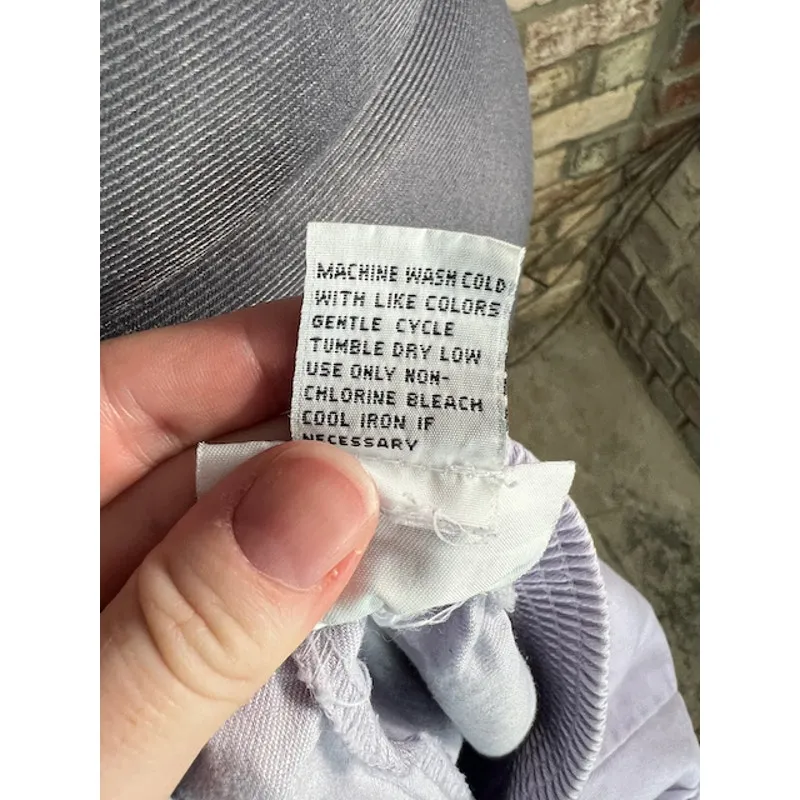 MACHINE WASH COLD
WITH LIKE COLORS
GENTLE CYCLE
TUMBLE DRY LOW
USE ONLY NON-
CHLORINE BLEACH
COOL IRON IF
NECESSARY